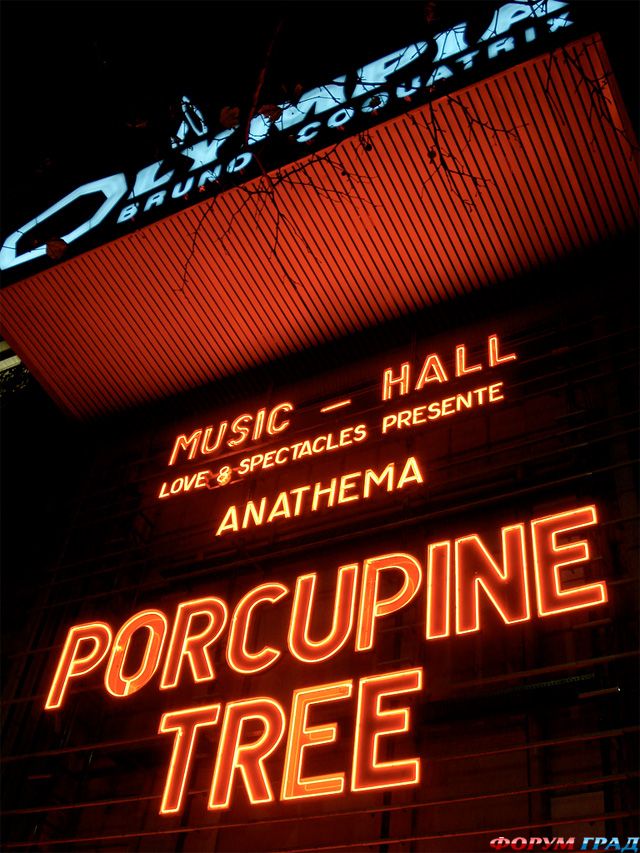 OLYMPIA
BRUNO COQUATRIX
MUSIC - HALL
LOVE & SPECTACLES PRESENTE
ANATHEMA
PORCUPINE
TREE
ФОРУМ ГРАД